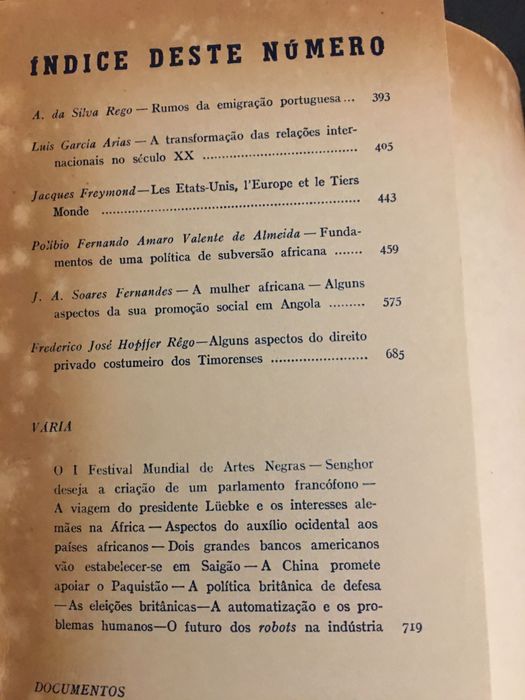 ÍNDICE DESTE NÚMERO
A. da Silva Rego — Rumos da emigração portuguesa ... 393
Luis García Arias — A transformação das relações inter-
nacionais no século XX ........................................ 405
Jacques Freymond — Les Etats-Unis, l'Europe et le Tiers
Monde ................................................................ 443
Políbio Fernando Amaro Valente de Almeida — Funda-
mentos de uma política de subversão africana ....... 459
J. A. Soares Fernandes — A mulher africana — Alguns
aspectos da sua promoção social em Angola ......... 575
Frederico José Hopffer Rêgo — Alguns aspectos do direito
privado costumeiro dos Timorenses ........................ 685
VÁRIA
O I Festival Mundial de Artes Negras — Senghor
deseja a criação de um parlamento francófono —
A viagem do presidente Lüebke e os interesses ale-
mães na África — Aspectos do auxílio ocidental aos
países africanos — Dois grandes bancos americanos
vão estabelecer-se em Saigão — A China promete
apoiar o Paquistão — A política britânica de defesa
— As eleições britânicas — A automatização e os pro-
blemas humanos — O futuro dos robots na indústria 719
DOCUMENTOS